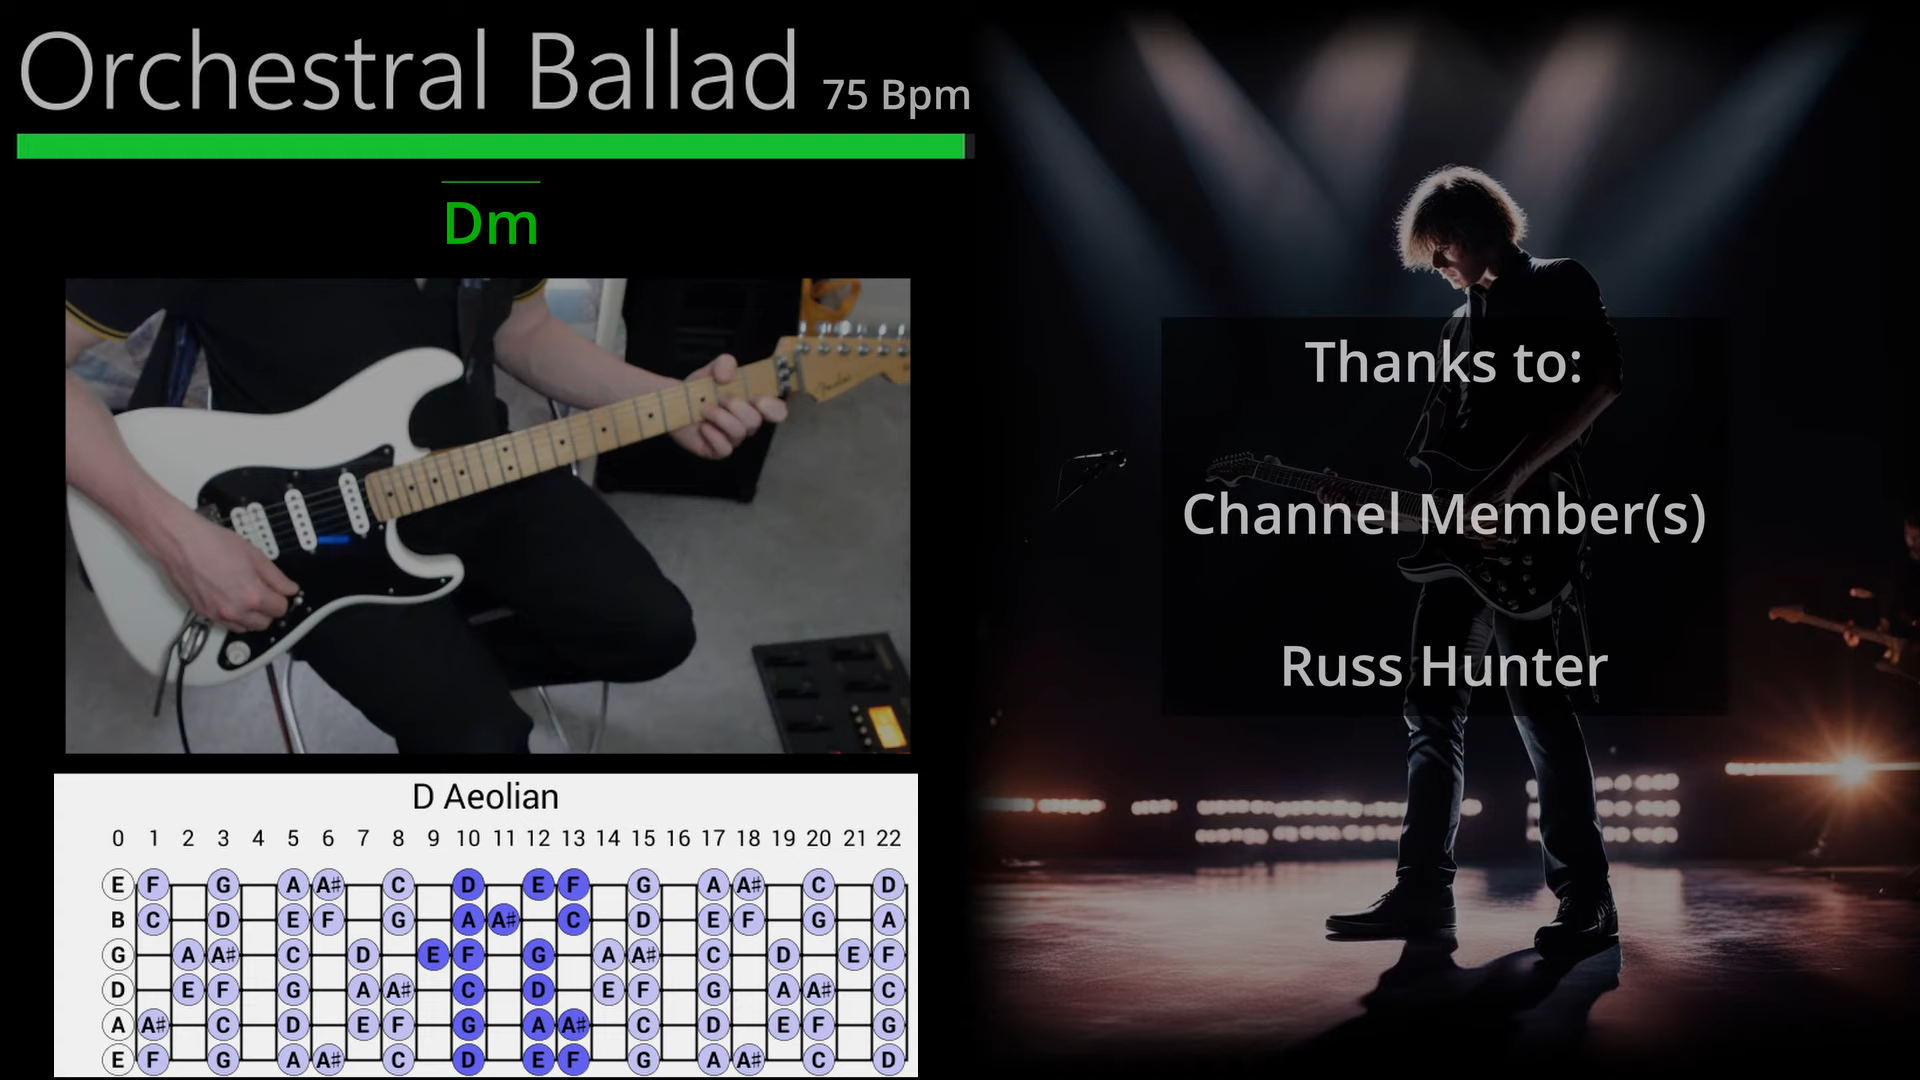 Orchestral Ballad 75 Bpm
Dm
Fender
Thanks to:
Channel Member(s)
Russ Hunter
D Aeolian
0 1 2 3 4 5 6 7 8 9 10 11 12 13 14 15 16 17 18 19 20 21 22
E F G A A♯ C D E F G A A♯ C D
B C D E F G A A♯ C D E F G A
G A A♯ C D E F G A A♯ C D E F
D E F G A A♯ C D E F G A A♯ C
A A♯ C D E F G A A♯ C D E F G
E F G A A♯ C D E F G A A♯ C D